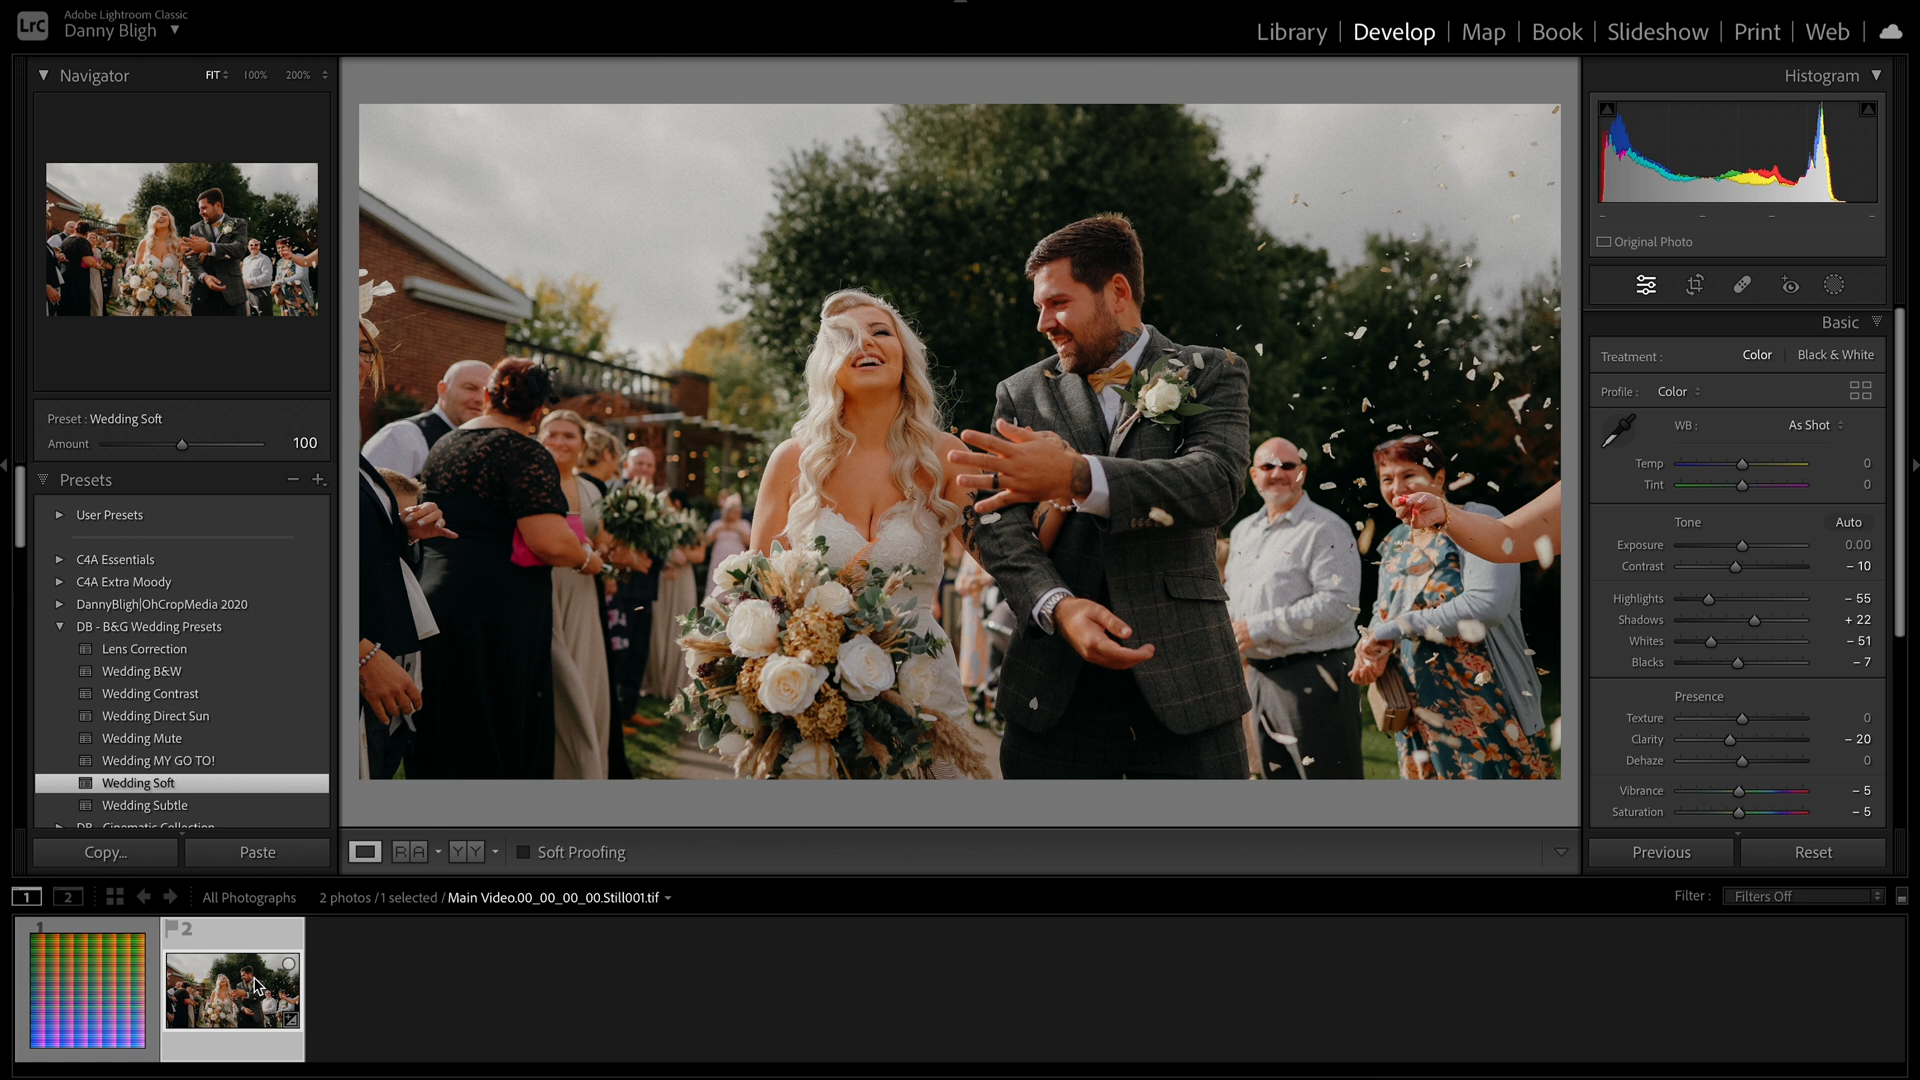 LrC
Adobe Lightroom Classic
Danny Bligh
Library
Develop
Map
Book
Slideshow
Print
Web
Navigator
FIT
100%
200%
Preset : Wedding Soft
Amount
100
Presets
User Presets
C4A Essentials
C4A Extra Moody
DannyBligh|OhCropMedia 2020
DB - B&G Wedding Presets
Lens Correction
Wedding B&W
Wedding Contrast
Wedding Direct Sun
Wedding Mute
Wedding MY GO TO!
Wedding Soft
Wedding Subtle
DB - Cinematic Collection
Copy...
Paste
R A
Y Y
Soft Proofing
Histogram
Original Photo
Basic
Treatment :
Color
Black & White
Profile :
Color
WB :
As Shot
Temp
0
Tint
0
Tone
Auto
Exposure
0.00
Contrast
– 10
Highlights
– 55
Shadows
+ 22
Whites
– 51
Blacks
– 7
Presence
Texture
0
Clarity
– 20
Dehaze
0
Vibrance
– 5
Saturation
– 5
Previous
Reset
1
2
All Photographs
2 photos / 1 selected / Main Video.00_00_00_00.Still001.tif
Filter :
Filters Off
1
2